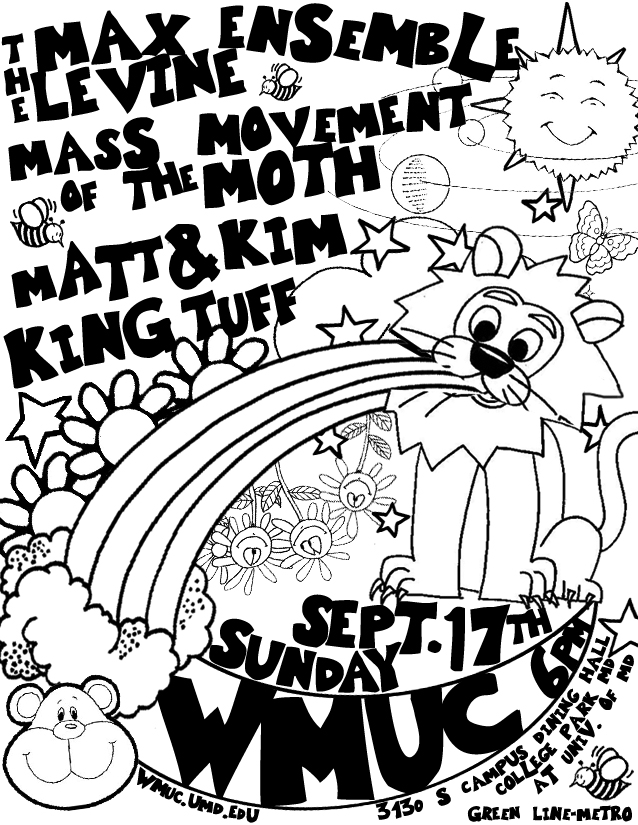 THE MAX ENSEMBLE
LEVINE
MASS MOVEMENT
OF THE MOTH
MATT & KIM
KING TUFF
SEPT. 17TH
SUNDAY 6PM
WMUC
WMUC.UMD.EDU
3130 S CAMPUS DINING HALL
COLLEGE PARK MD
AT UNIV. OF MD
GREEN LINE-METRO